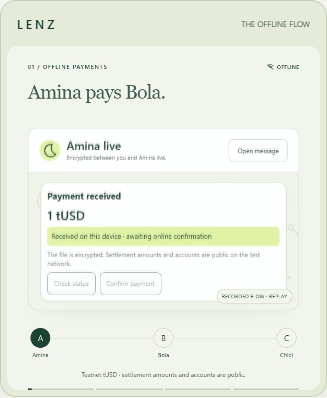 LENZ
THE OFFLINE FLOW
01 / OFFLINE PAYMENTS
OFFLINE
Amina pays Bola.
Amina live
Encrypted between you and Amina live.
Open message
Payment received
1 tUSD
Received on this device · awaiting online confirmation
The file is encrypted. Settlement amounts and accounts are public on the test
network.
Check status
Confirm payment
RECORDED FLOW · REPLAY
A
B
C
Amina
Bola
Chidi
Testnet tUSD · settlement amounts and accounts are public.